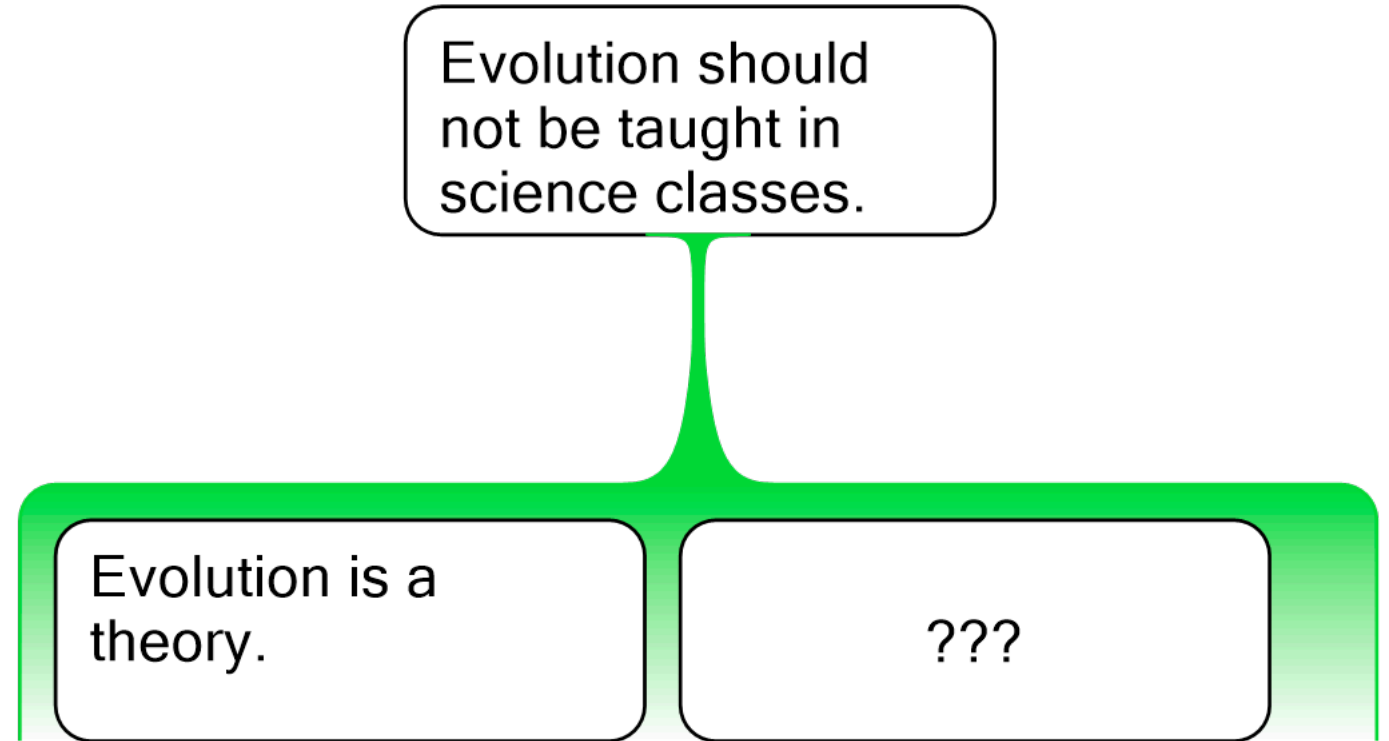 Evolution should
not be taught in
science classes.
Evolution is a
theory.
???